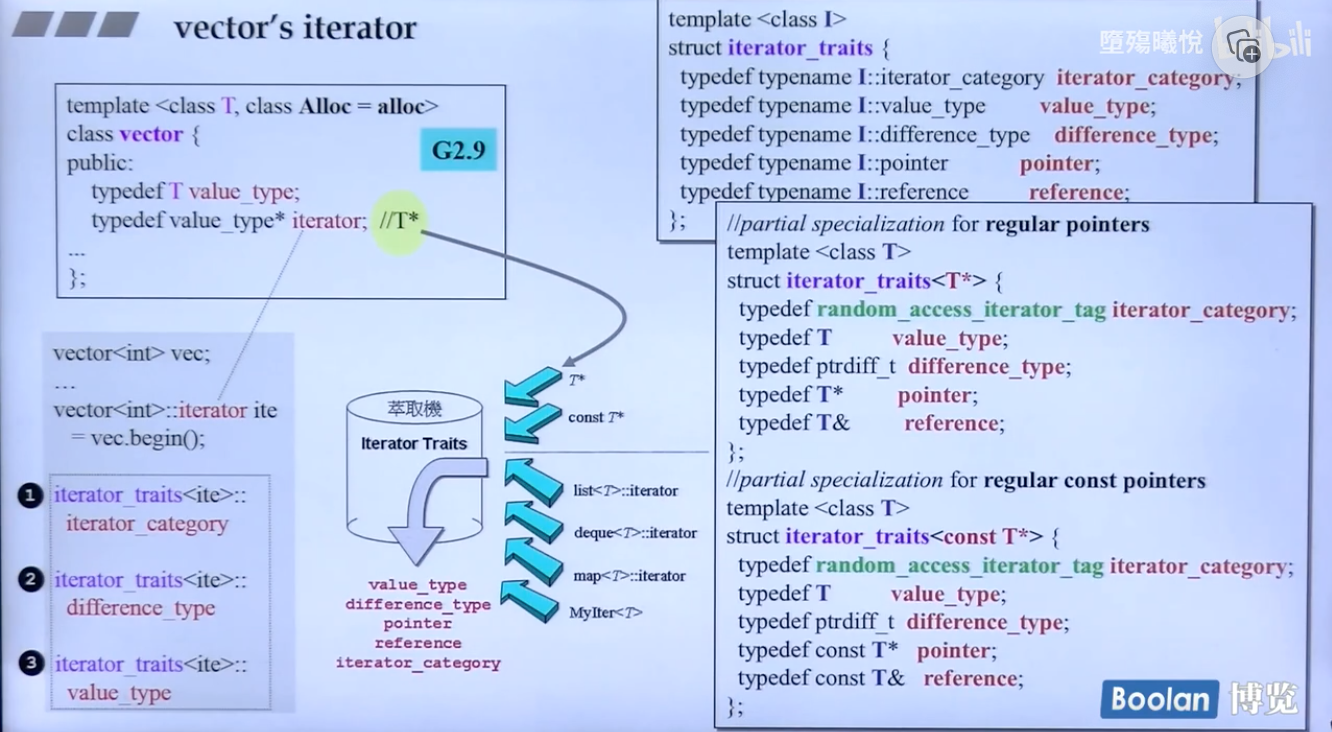 vector's iterator
template <class T, class Alloc = alloc>
class vector {
public:
typedef T value_type;
typedef value_type* iterator; //T*
...
};
G2.9
vector<int> vec;
...
vector<int>::iterator ite
= vec.begin();
1 iterator_traits<ite>::
iterator_category
2 iterator_traits<ite>::
difference_type
3 iterator_traits<ite>::
value_type
萃取機
Iterator Traits
T*
const T*
list<T>::iterator
deque<T>::iterator
map<T>::iterator
MyIter<T>
value_type
difference_type
pointer
reference
iterator_category
template <class I>
struct iterator_traits {
typedef typename I::iterator_category iterator_category;
typedef typename I::value_type value_type;
typedef typename I::difference_type difference_type;
typedef typename I::pointer pointer;
typedef typename I::reference reference;
};
//partial specialization for regular pointers
template <class T>
struct iterator_traits<T*> {
typedef random_access_iterator_tag iterator_category;
typedef T value_type;
typedef ptrdiff_t difference_type;
typedef T* pointer;
typedef T& reference;
};
//partial specialization for regular const pointers
template <class T>
struct iterator_traits<const T*> {
typedef random_access_iterator_tag iterator_category;
typedef T value_type;
typedef ptrdiff_t difference_type;
typedef const T* pointer;
typedef const T& reference;
};
墮殤曦悅
Boolan 博览